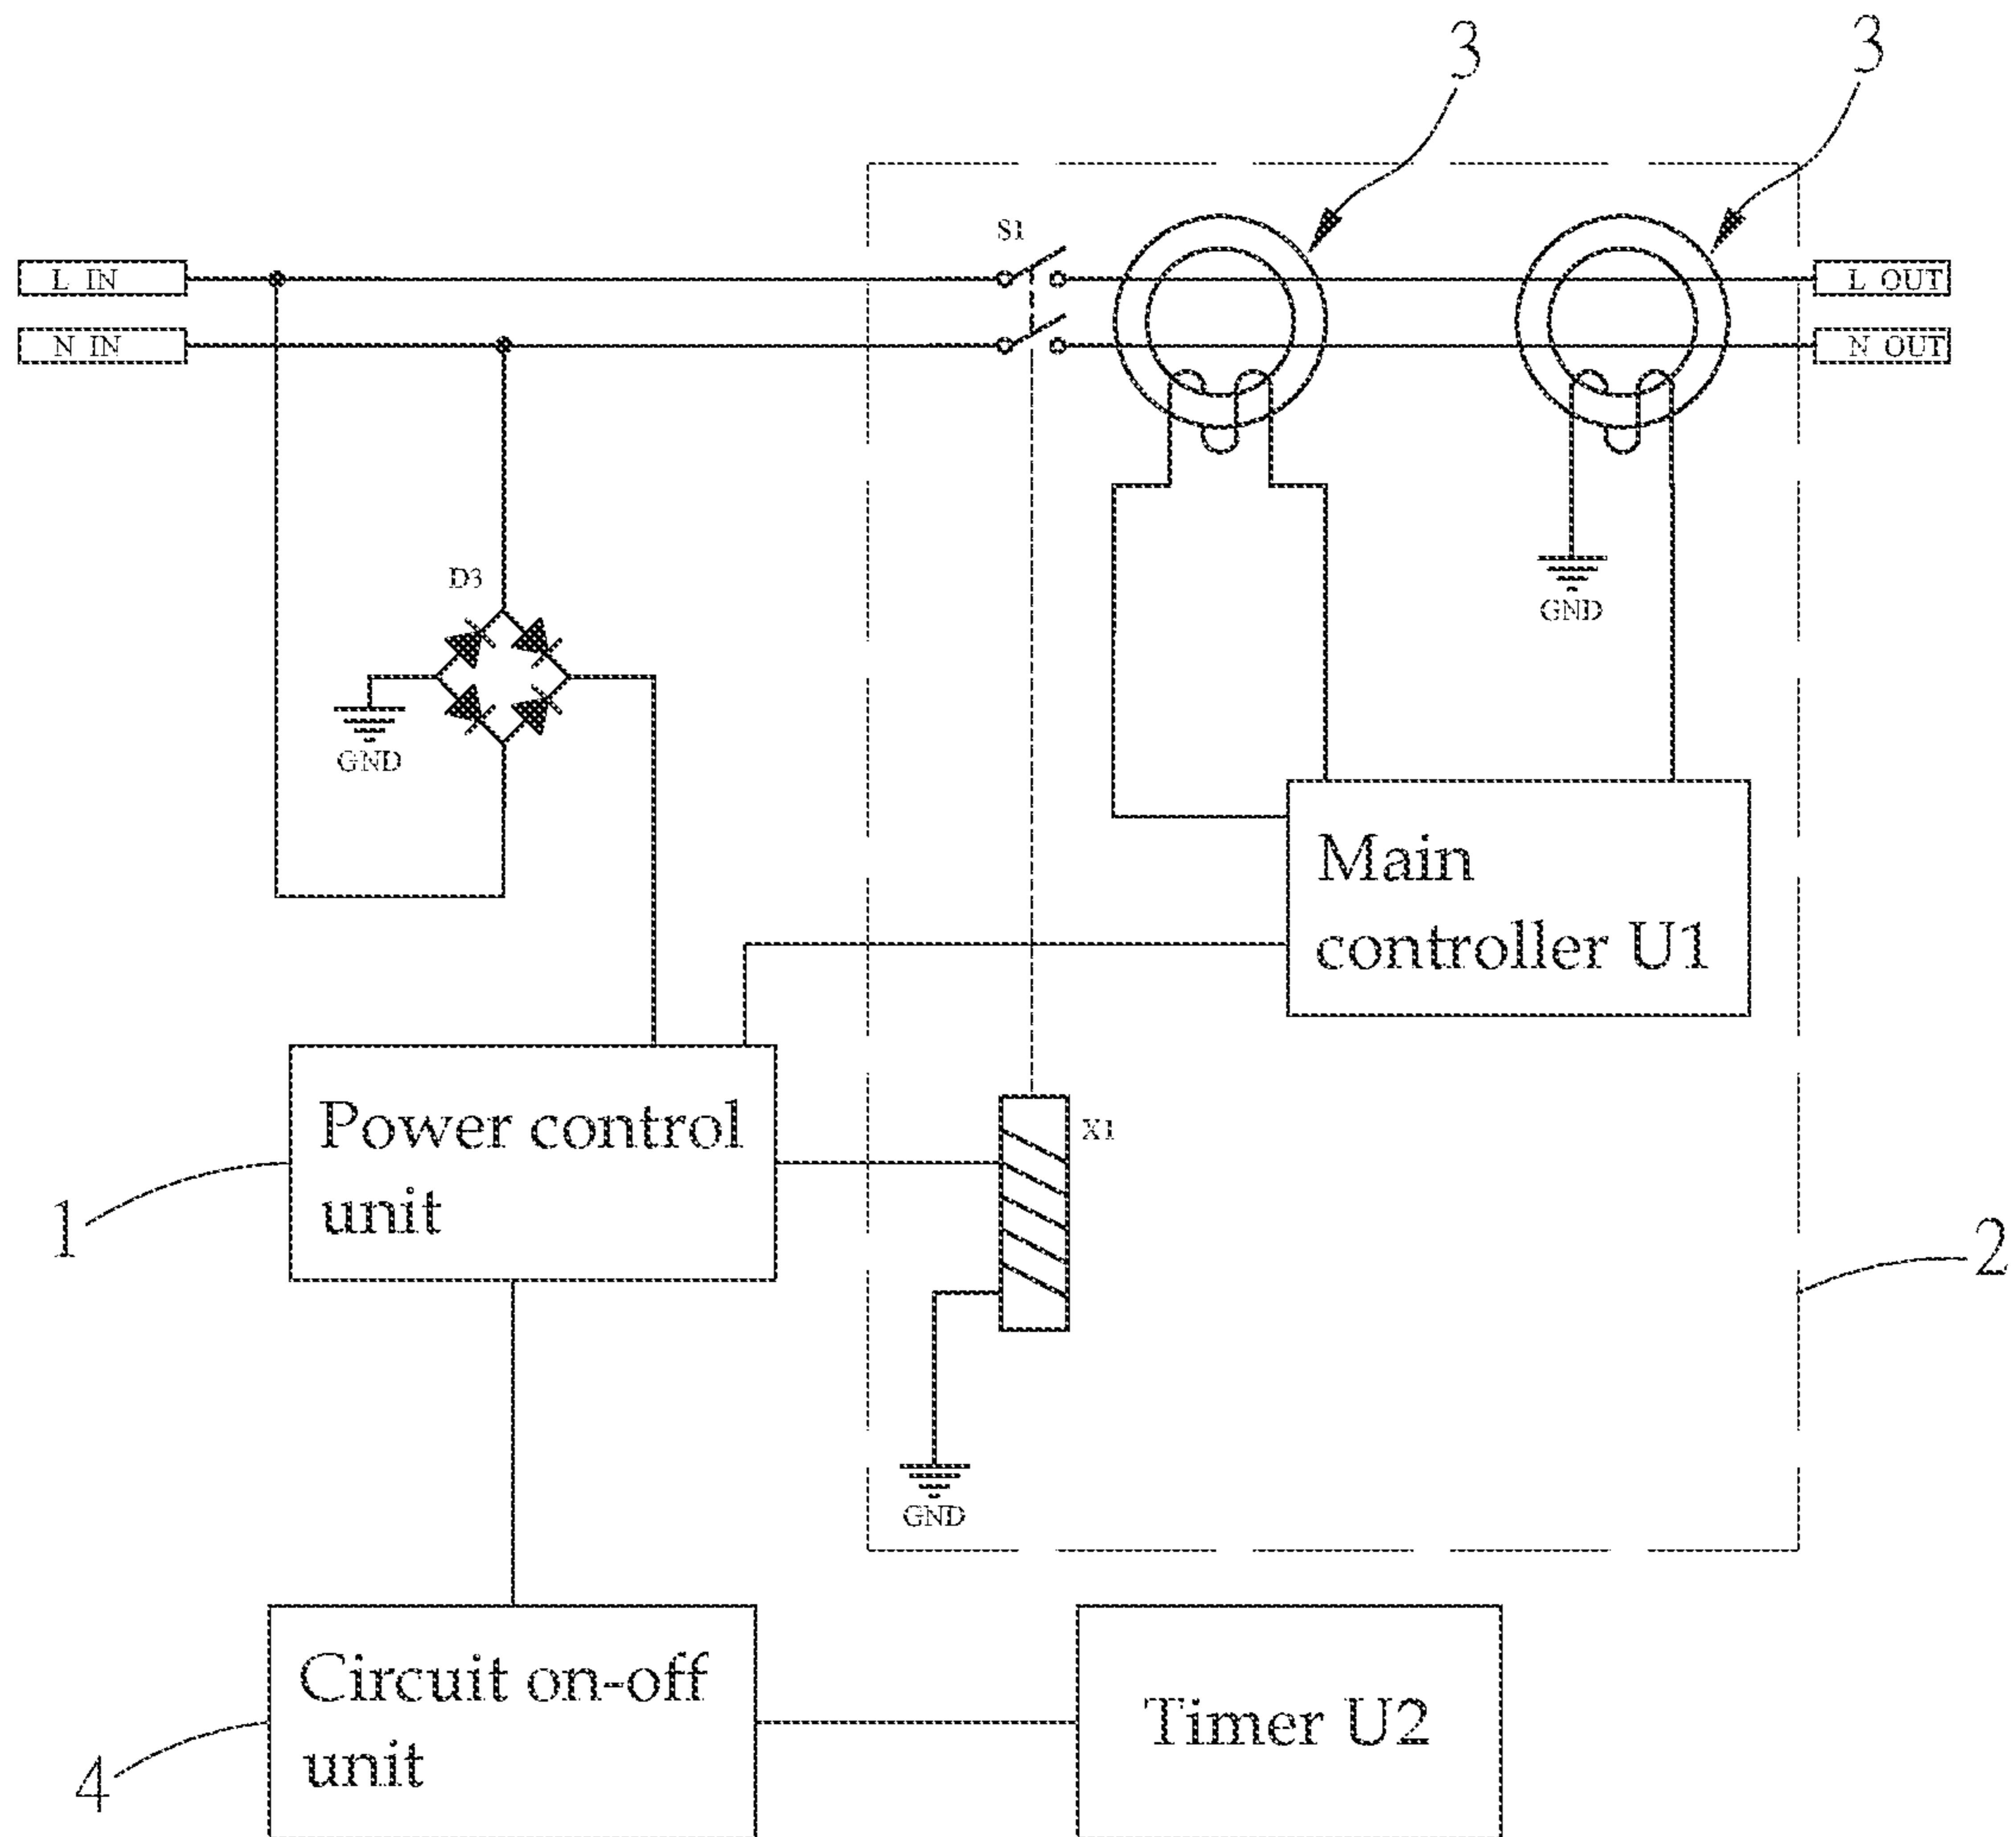 3
3
S1
L IN
L OUT
N IN
N OUT
D3
GND
GND
Main
controller U1
Power control
unit
X1
1
2
GND
Circuit on-off
unit
Timer U2
4